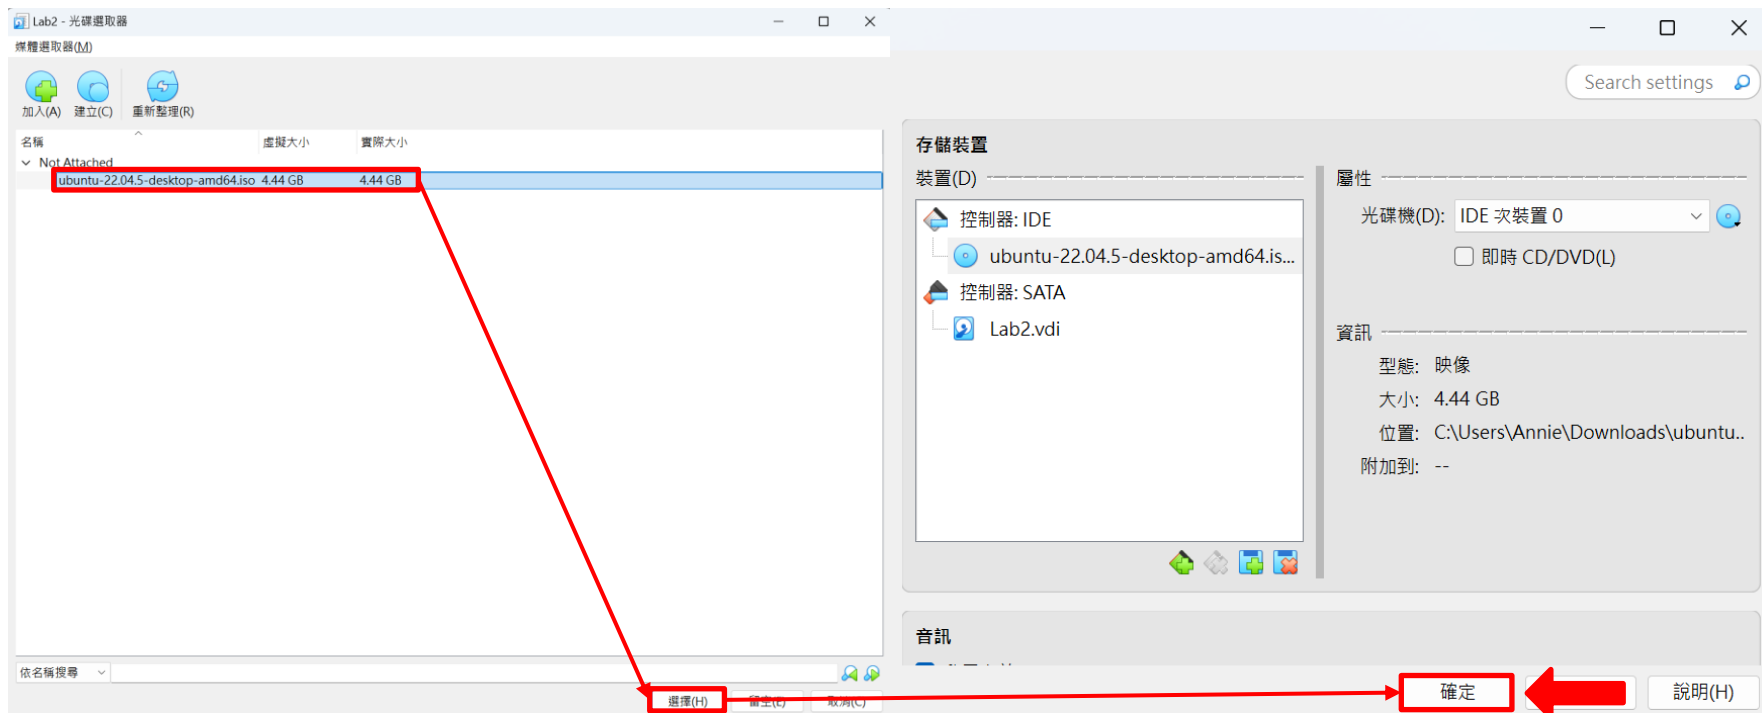 Lab2 - 光碟選取器
媒體選取器(M)
加入(A) 建立(C) 重新整理(R)
名稱 虛擬大小 實際大小
Not Attached
ubuntu-22.04.5-desktop-amd64.iso 4.44 GB 4.44 GB
依名稱搜尋
選擇(H) 留空(E) 取消(C)
Search settings
存儲裝置
裝置(D)
控制器: IDE
ubuntu-22.04.5-desktop-amd64.is...
控制器: SATA
Lab2.vdi
屬性
光碟機(D): IDE 次裝置 0
即時 CD/DVD(L)
資訊
型態: 映像
大小: 4.44 GB
位置: C:\Users\Annie\Downloads\ubuntu..
附加到: --
音訊
確定 說明(H)